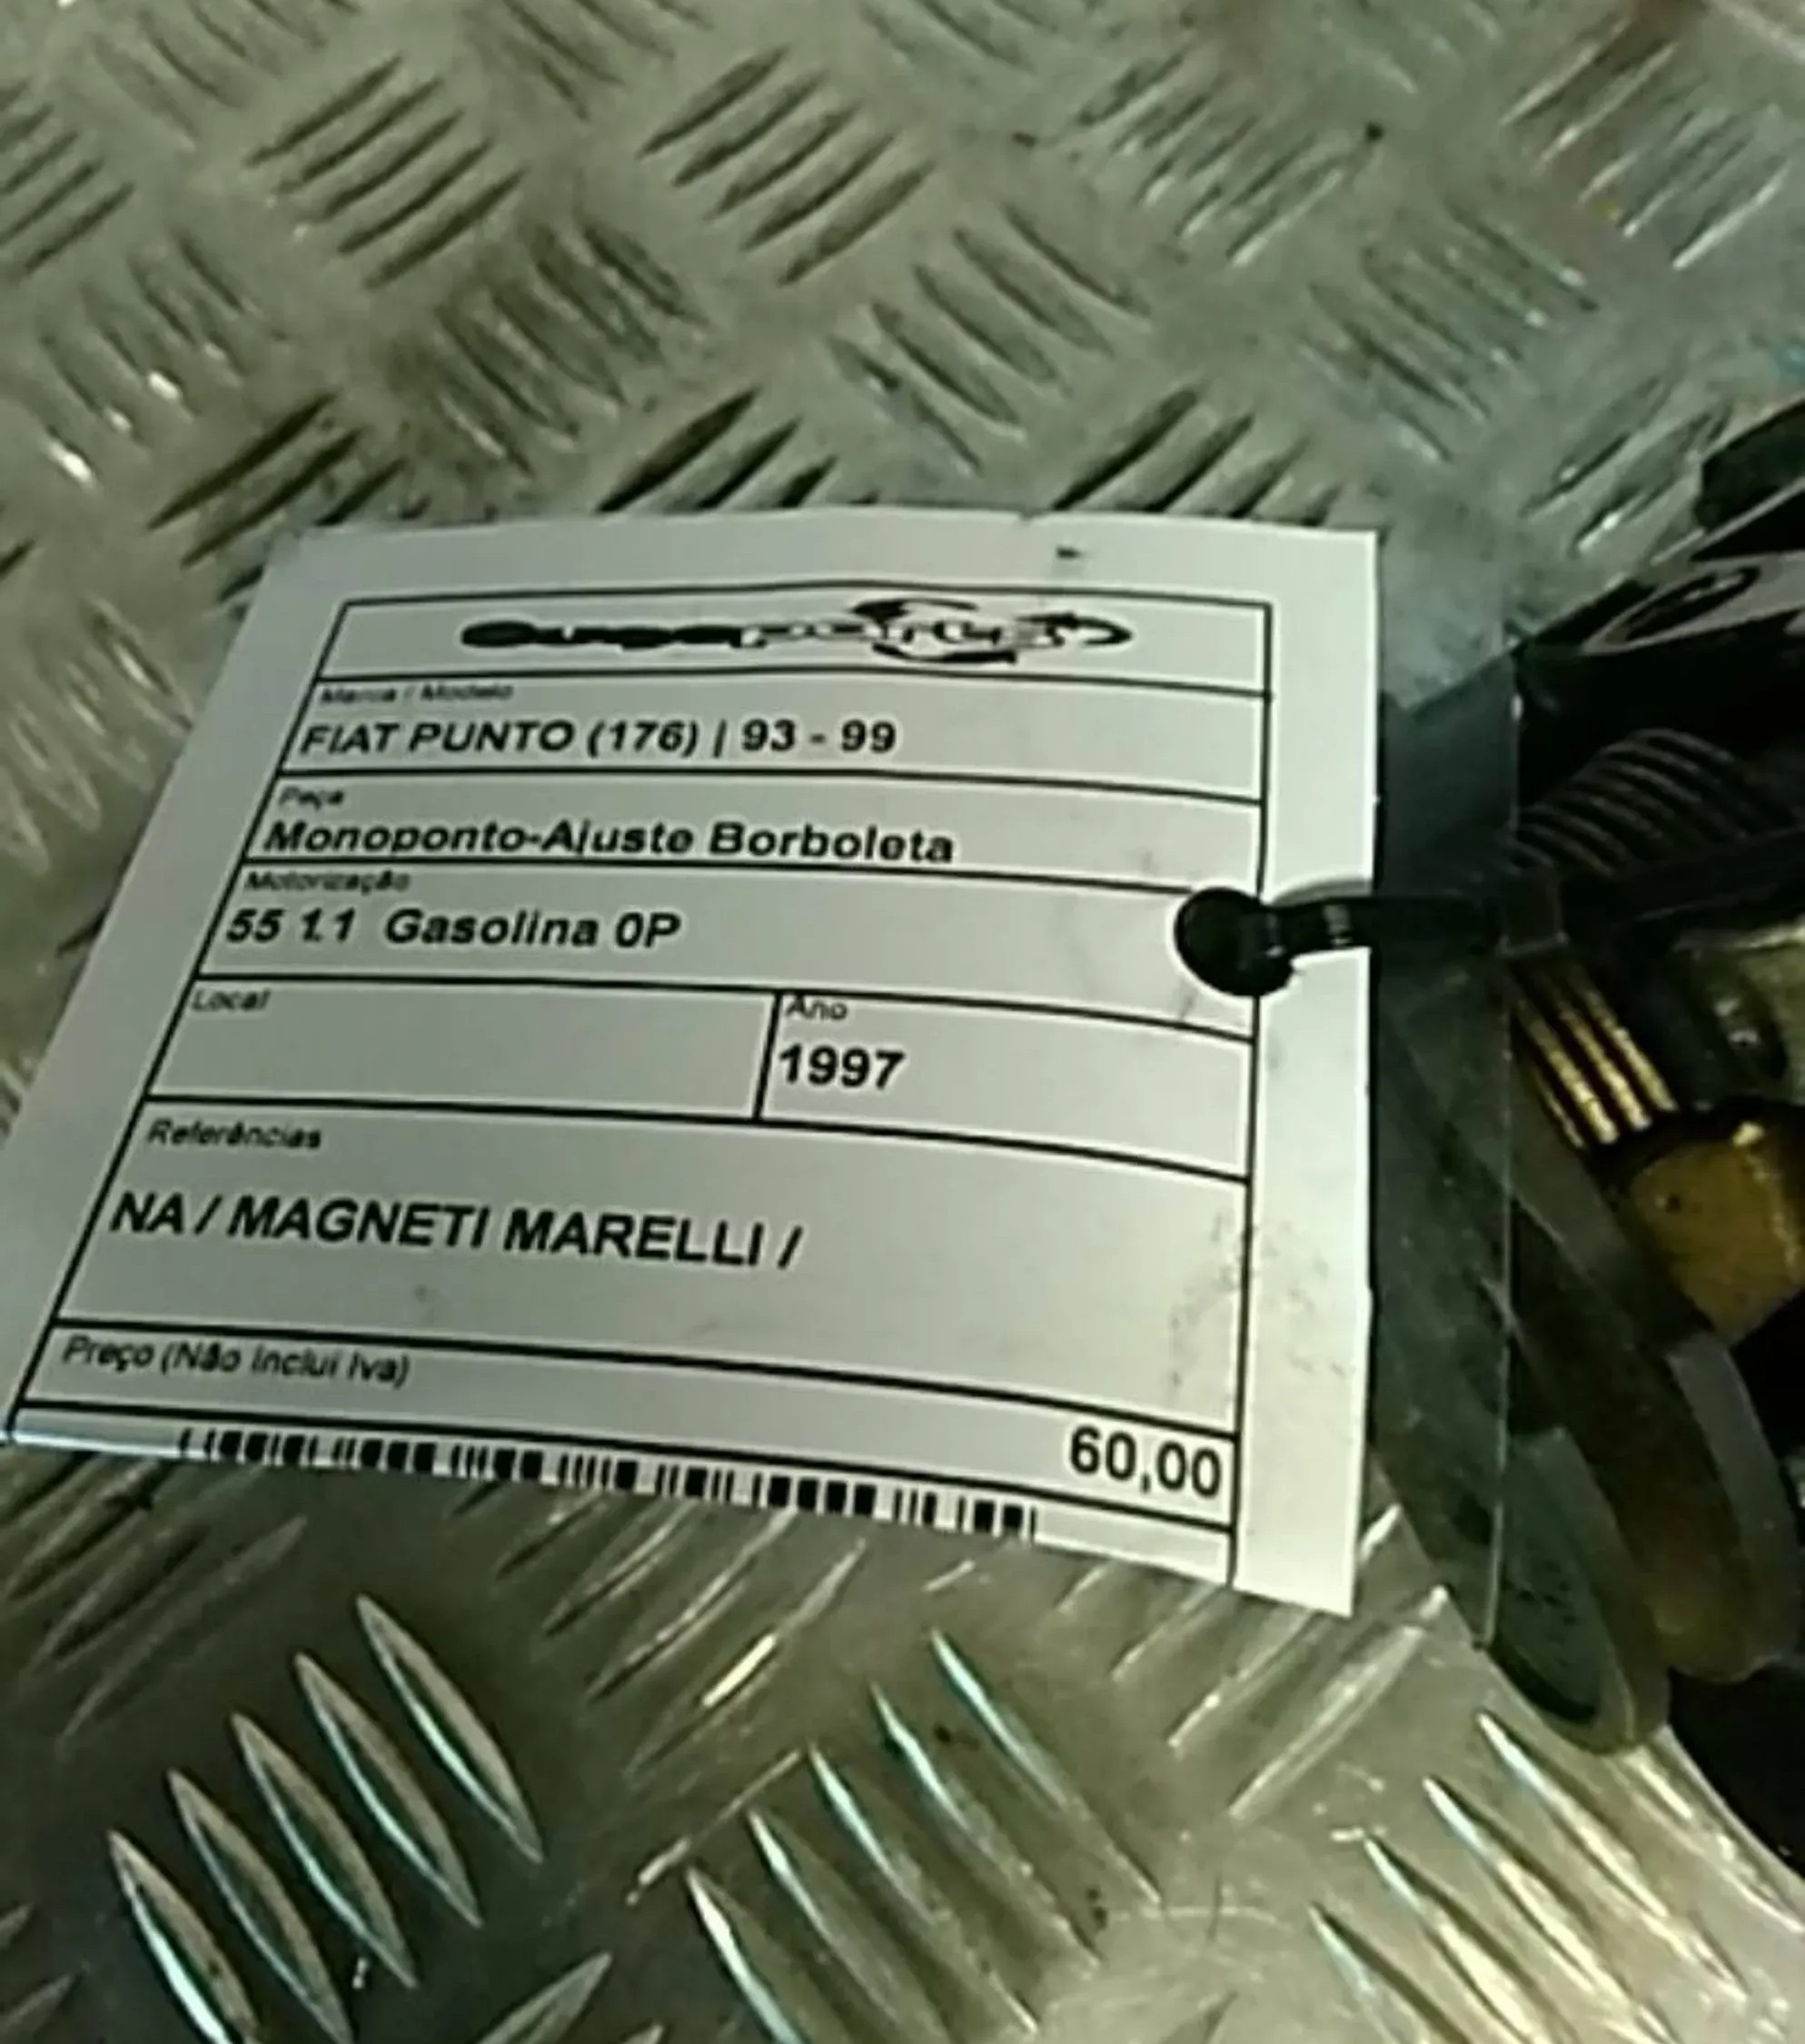 Marca / Modelo
FIAT PUNTO (176) | 93 - 99
Peça
Monoponto-Ajuste Borboleta
Motorização
55 1.1 Gasolina 0P
Local
Ano
1997
Referências
NA / MAGNETI MARELLI /
Preço (Não Inclui Iva)
60,00